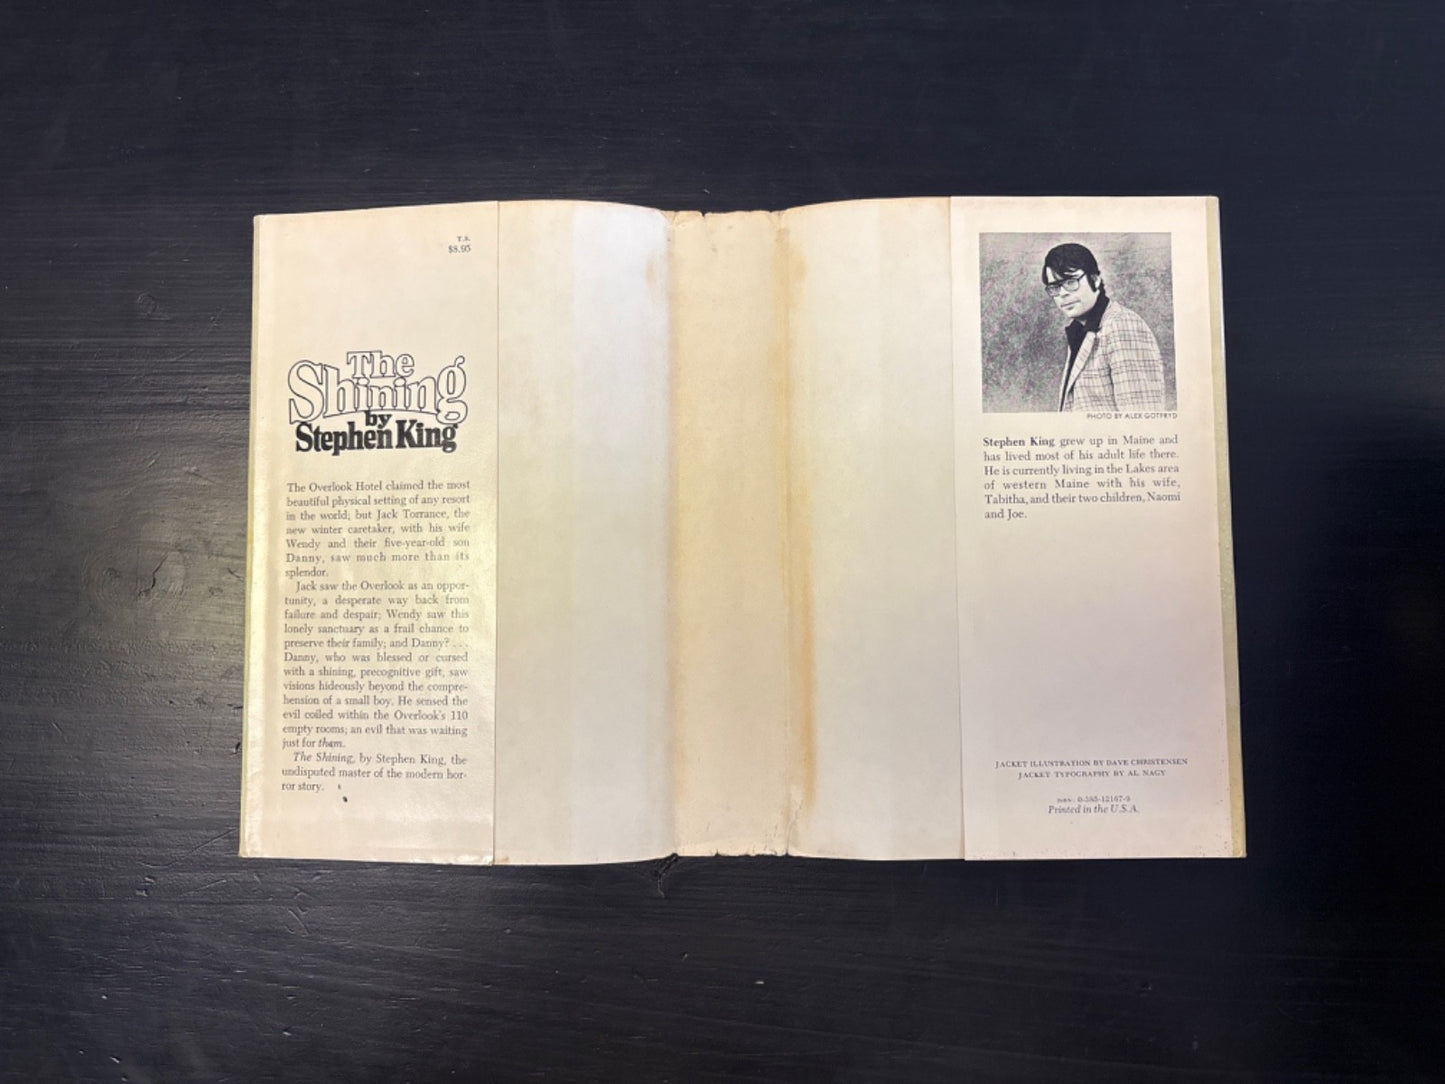 T.S.
$8.95
The
Shining
by
Stephen King
The Overlook Hotel claimed the most
beautiful physical setting of any resort
in the world; but Jack Torrance, the
new winter caretaker, with his wife
Wendy and their five-year-old son
Danny, saw much more than its
splendor.
Jack saw the Overlook as an oppor-
tunity, a desperate way back from
failure and despair; Wendy saw this
lonely sanctuary as a frail chance to
preserve their family; and Danny? . . .
Danny, who was blessed or cursed
with a shining, precognitive gift, saw
visions hideously beyond the compre-
hension of a small boy. He sensed the
evil coiled within the Overlook's 110
empty rooms; an evil that was waiting
just for them.
The Shining, by Stephen King, the
undisputed master of the modern hor-
ror story.
PHOTO BY ALEX GOTFRYD
Stephen King grew up in Maine and
has lived most of his adult life there.
He is currently living in the Lakes area
of western Maine with his wife,
Tabitha, and their two children, Naomi
and Joe.
JACKET ILLUSTRATION BY DAVE CHRISTENSEN
JACKET TYPOGRAPHY BY AL NAGY
ISBN: 0-385-12167-9
Printed in the U.S.A.